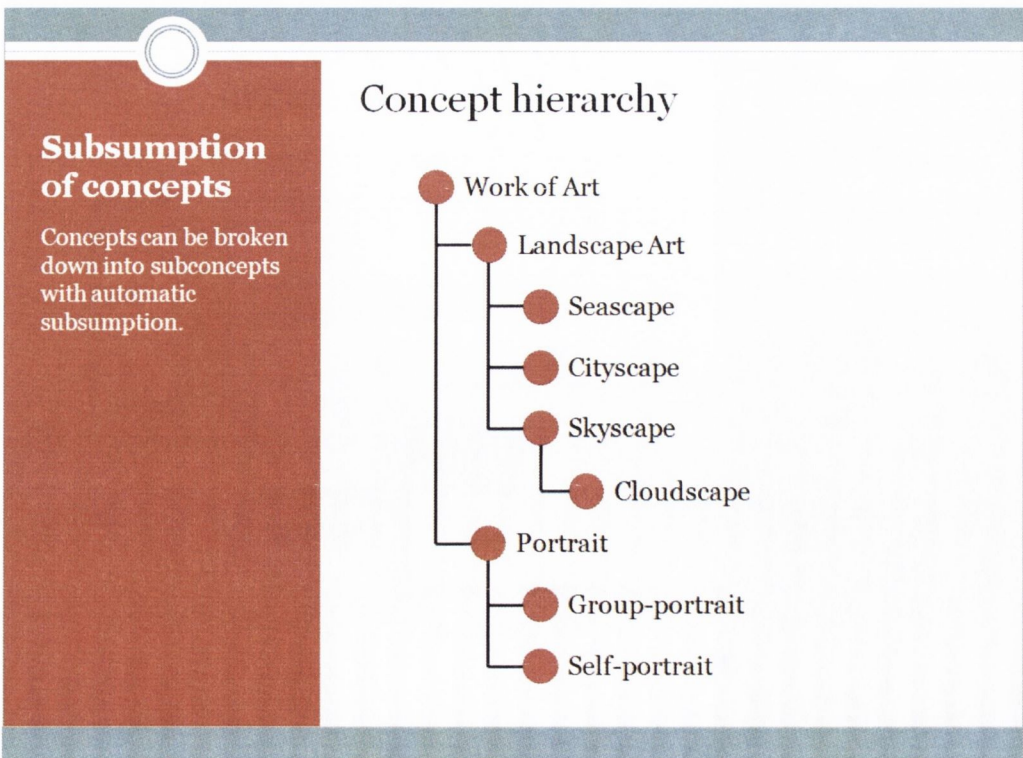 Subsumption
of concepts
Concepts can be broken
down into subconcepts
with automatic
subsumption.
Concept hierarchy
Work of Art
Landscape Art
Seascape
Cityscape
Skyscape
Cloudscape
Portrait
Group-portrait
Self-portrait